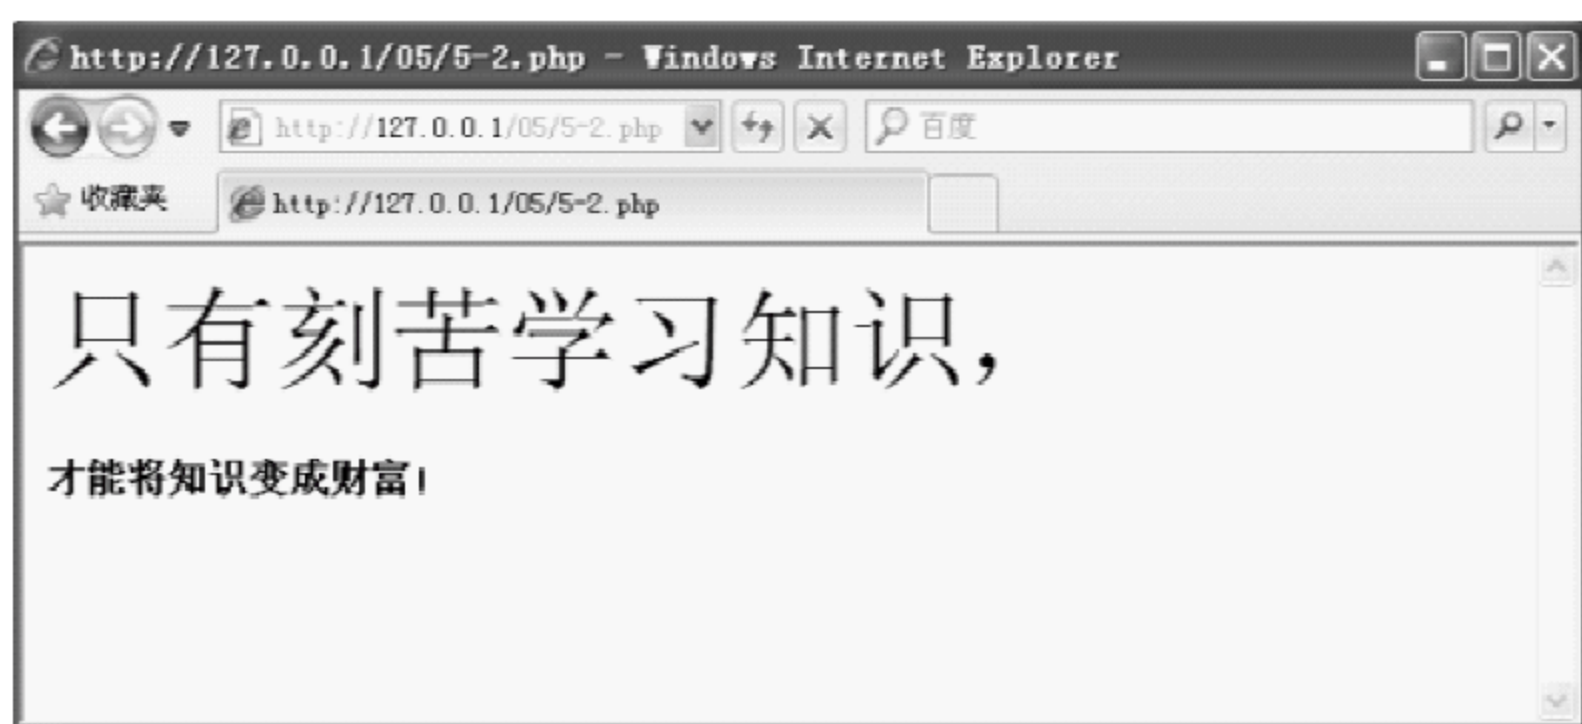 http://127.0.0.1/05/5-2.php - Windows Internet Explorer
http://127.0.0.1/05/5-2.php 百度
收藏夹 http://127.0.0.1/05/5-2.php
只有刻苦学习知识，
才能将知识变成财富！